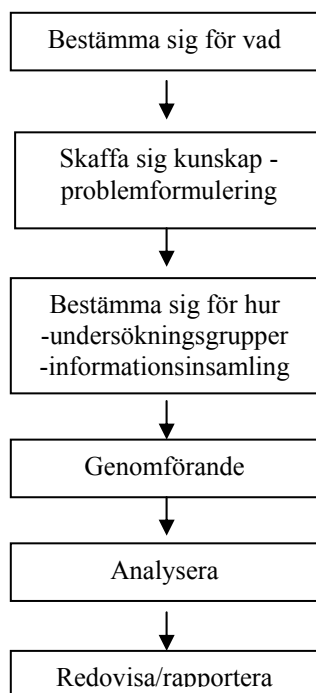 Bestämma sig för vad
Skaffa sig kunskap -
problemformulering
Bestämma sig för hur
-undersökningsgrupper
-informationsinsamling
Genomförande
Analysera
Redovisa/rapportera